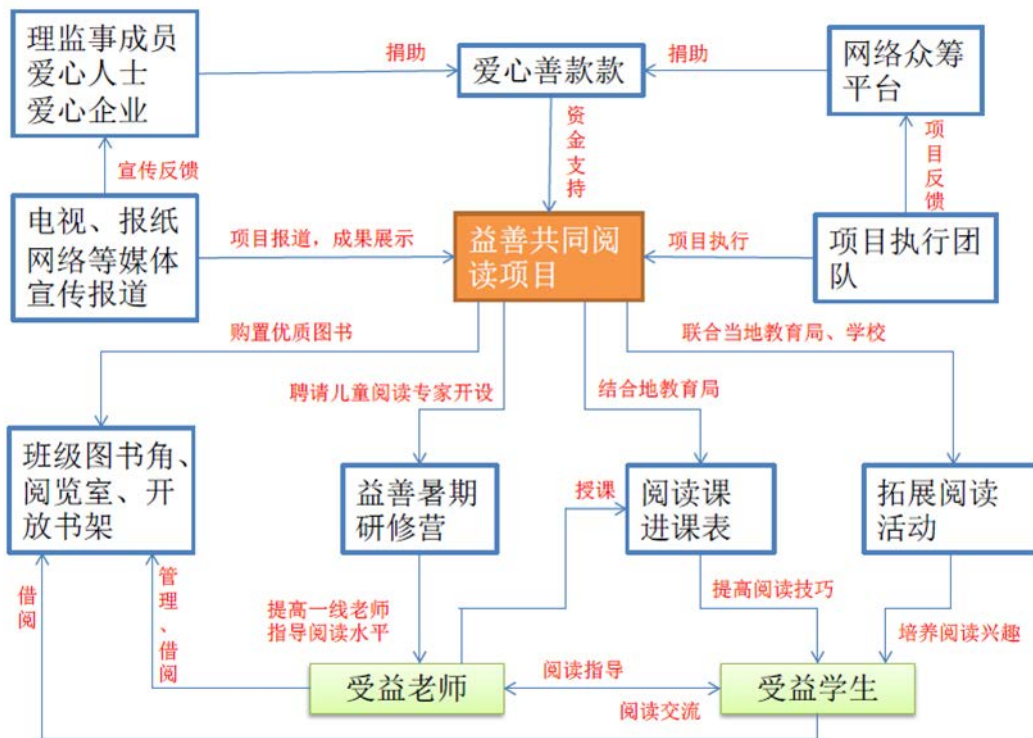 理监事成员
爱心人士
爱心企业
捐助
爱心善款款
捐助
网络众筹
平台
宣传反馈
资金支持
项目反馈
电视、报纸
网络等媒体
宣传报道
项目报道，成果展示
益善共同阅
读项目
项目执行
项目执行团
队
购置优质图书
联合当地教育局、学校
聘请儿童阅读专家开设
结合地教育局
班级图书角、
阅览室、开
放书架
益善暑期
研修营
授课
阅读课
进课表
拓展阅读
活动
借阅
管理、借阅
提高一线老师
指导阅读水平
提高阅读技巧
培养阅读兴趣
受益老师
阅读指导
阅读交流
受益学生